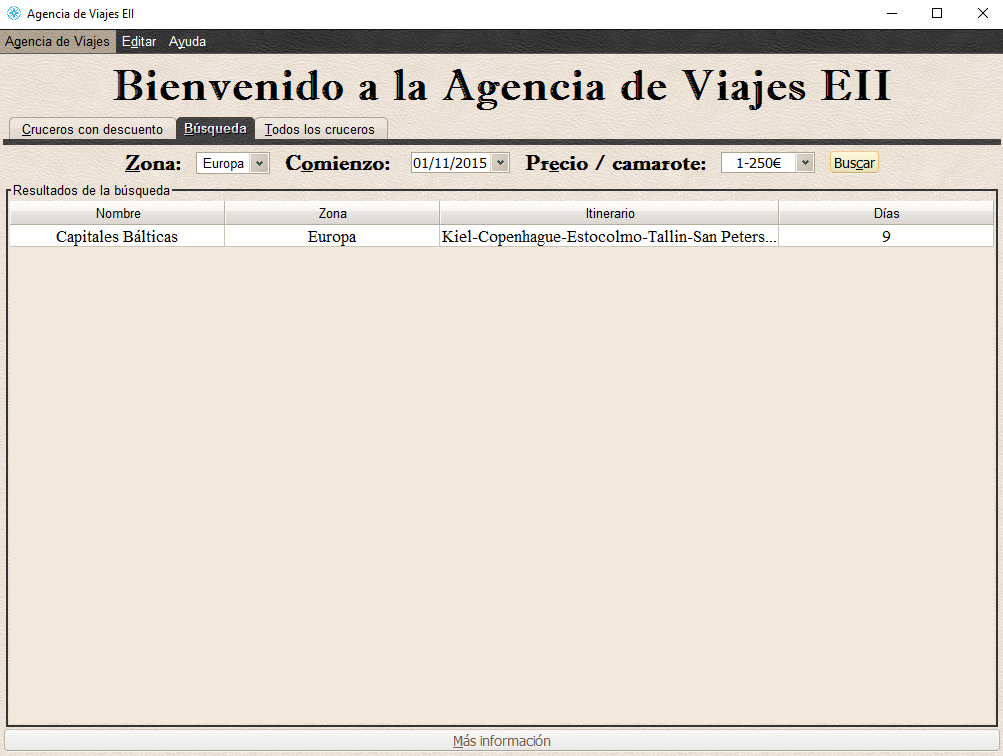 Agencia de Viajes EII
Agencia de Viajes Editar Ayuda
Bienvenido a la Agencia de Viajes EII
Cruceros con descuento Búsqueda Todos los cruceros
Zona: Europa Comienzo: 01/11/2015 Precio / camarote: 1-250€ Buscar
Resultados de la búsqueda
Nombre Zona Itinerario Días
Capitales Bálticas Europa Kiel-Copenhague-Estocolmo-Tallin-San Peters... 9
Más información